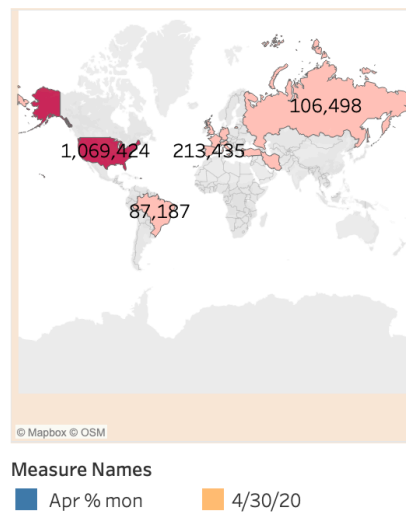 106,498
1,069,424 213,435
87,187
© Mapbox © OSM
Measure Names
Apr % mon 4/30/20